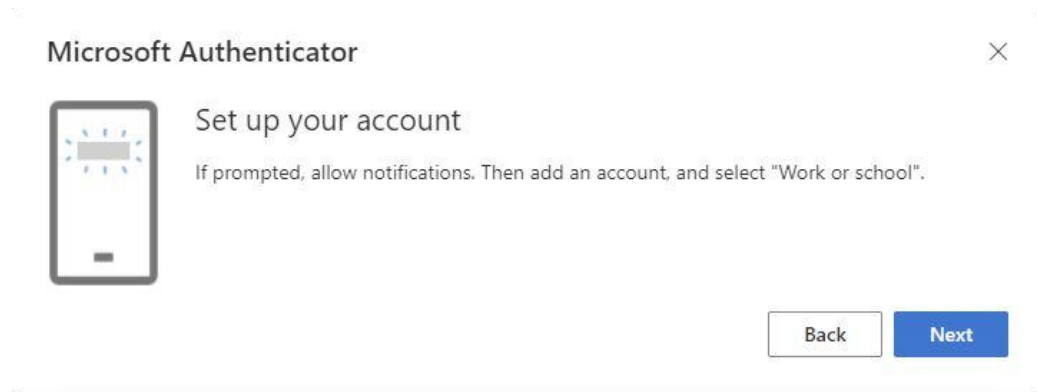 Microsoft Authenticator
Set up your account
If prompted, allow notifications. Then add an account, and select "Work or school".
Back
Next